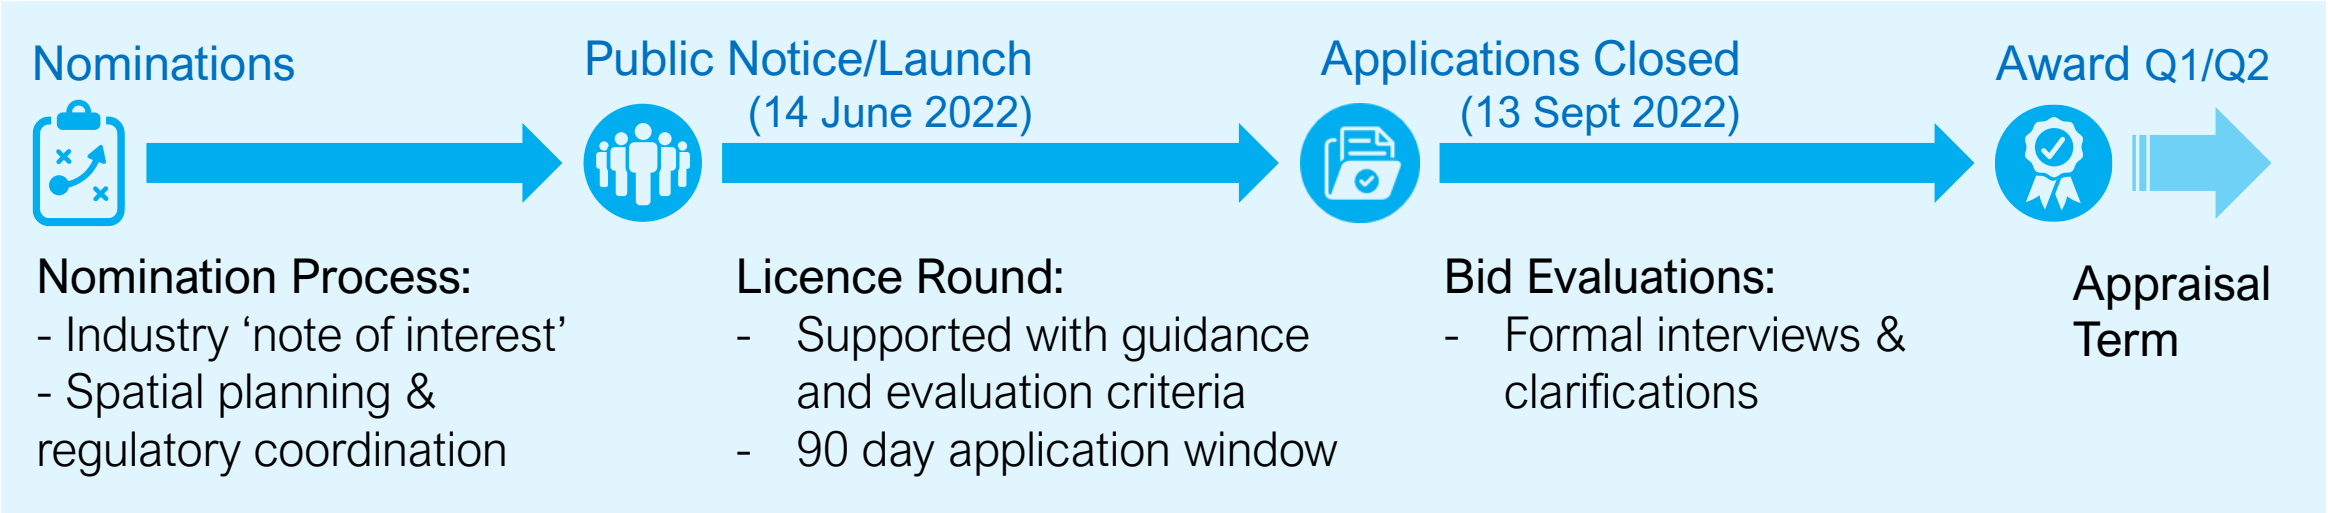 Nominations
Public Notice/Launch
(14 June 2022)
Applications Closed
(13 Sept 2022)
Award Q1/Q2
Nomination Process:
- Industry ‘note of interest’
- Spatial planning &
regulatory coordination
Licence Round:
- Supported with guidance
and evaluation criteria
- 90 day application window
Bid Evaluations:
- Formal interviews &
clarifications
Appraisal
Term